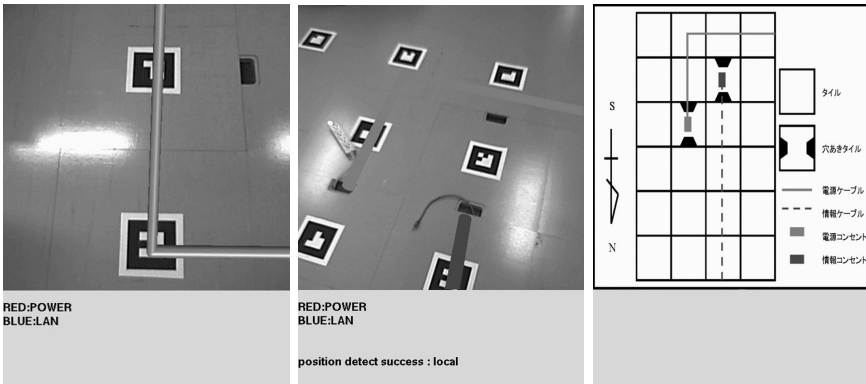 RED:POWER
BLUE:LAN
RED:POWER
BLUE:LAN
position detect success : local
S
N
タイル
穴あきタイル
電源ケーブル
情報ケーブル
電源コンセント
情報コンセント